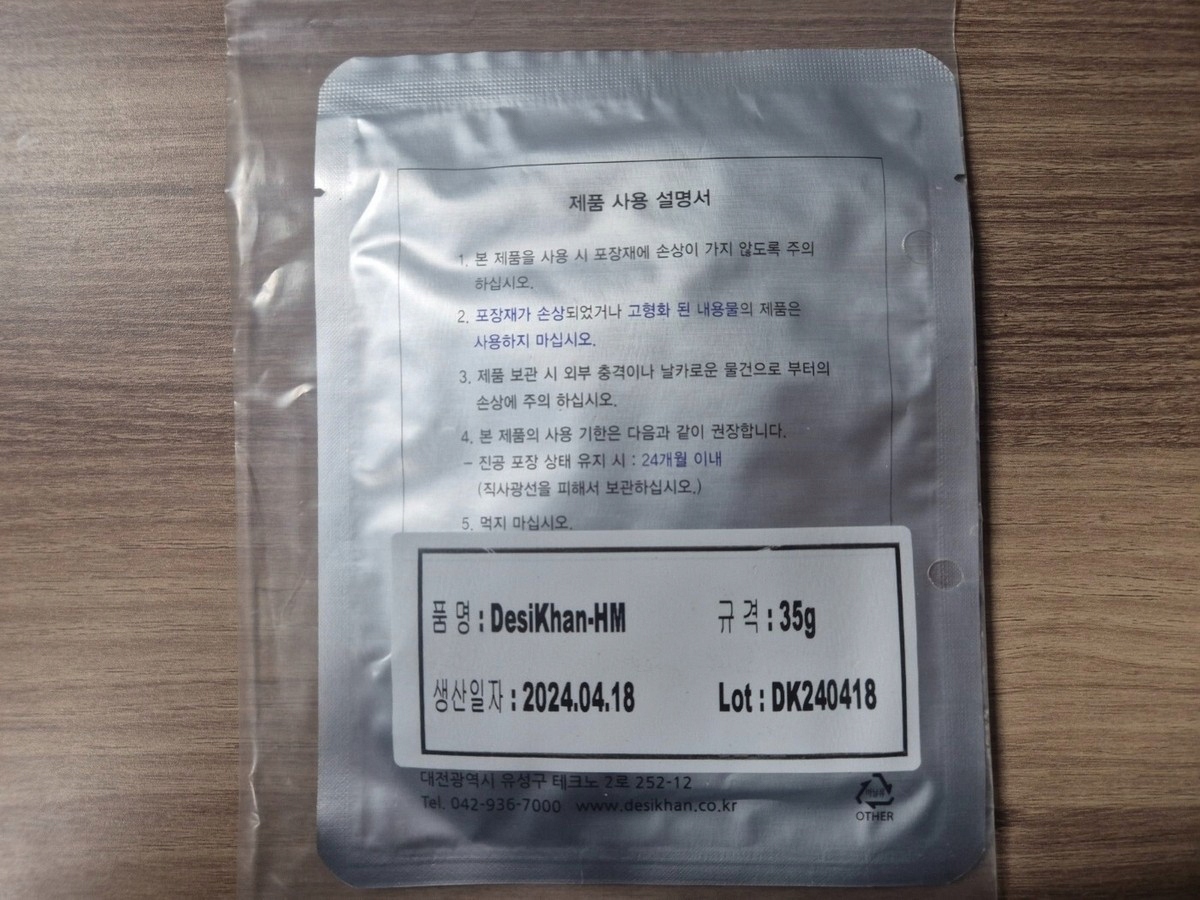 제품 사용 설명서
1. 본 제품을 사용 시 포장재에 손상이 가지 않도록 주의
하십시오.
2. 포장재가 손상되었거나 고형화 된 내용물의 제품은
사용하지 마십시오.
3. 제품 보관 시 외부 충격이나 날카로운 물건으로 부터의
손상에 주의 하십시오.
4. 본 제품의 사용 기한은 다음과 같이 권장합니다.
- 진공 포장 상태 유지 시 : 24개월 이내
(직사광선을 피해서 보관하십시오.)
5. 먹지 마십시오.
품 명 : DesiKhan-HM 규 격 : 35g
생산일자 : 2024.04.18 Lot : DK240418
대전광역시 유성구 테크노 2로 252-12
Tel. 042-936-7000 www.desikhan.co.kr
OTHER